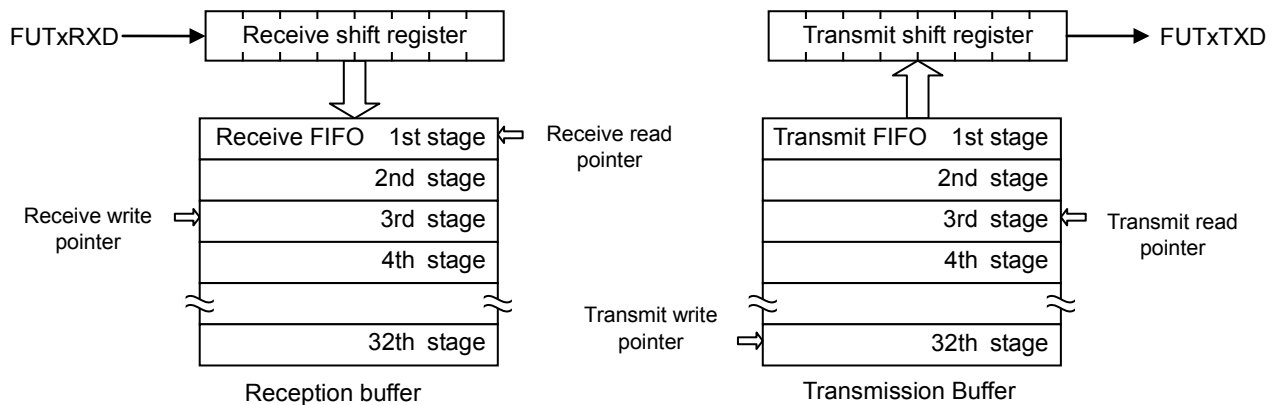 FUTxRXD
Receive shift register
Receive FIFO 1st stage
2nd stage
3rd stage
4th stage
32th stage
Receive read
pointer
Receive write
pointer
Reception buffer
Transmit shift register
FUTxTXD
Transmit FIFO 1st stage
2nd stage
3rd stage
4th stage
32th stage
Transmit read
pointer
Transmit write
pointer
Transmission Buffer